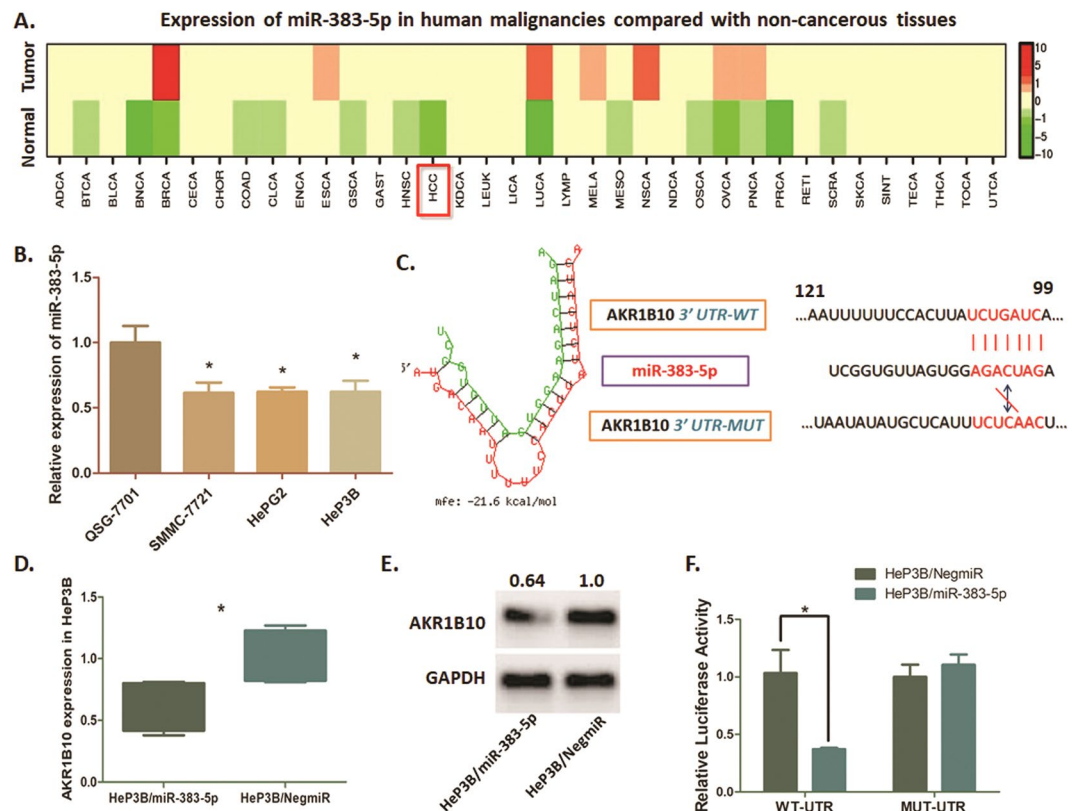 A.
Expression of miR-383-5p in human malignancies compared with non-cancerous tissues
Tumor
Normal
10
5
1
0
-1
-5
-10
ADCA
BTCA
BLCA
BNCA
BRCA
CECA
CHOR
COAD
CLCA
ENCA
ESCA
GSCA
GAST
HNSC
HCC
KDCA
LEUK
LICA
LUCA
LYMP
MELA
MESO
NSCA
NDCA
OSCA
OVCA
PNCA
PRCA
RETI
SCRA
SKCA
SINT
TECA
THCA
TOCA
UTCA
B.
Relative expression of miR-383-5p
1.5
1.0
0.5
0.0
*
*
*
QSG-7701
SMMC-7721
HePG2
HeP3B
C.
5'
mfe: -21.6 kcal/mol
AKR1B10 3' UTR-WT
miR-383-5p
AKR1B10 3' UTR-MUT
121 99
...AAUUUUUUCCACUUAUCUGAUCA...
UCGGUGUUAGUGGAGACUAGA
...UAAUAUAUGCUCAUUUCUCAACU...
D.
AKR1B10 expression in HeP3B
1.5
1.0
0.5
0.0
*
HeP3B/miR-383-5p
HeP3B/NegmiR
E.
0.64 1.0
AKR1B10
GAPDH
HeP3B/miR-383-5p
HeP3B/NegmiR
F.
HeP3B/NegmiR
HeP3B/miR-383-5p
Relative Luciferase Activity
1.5
1.0
0.5
0.0
*
WT-UTR
MUT-UTR